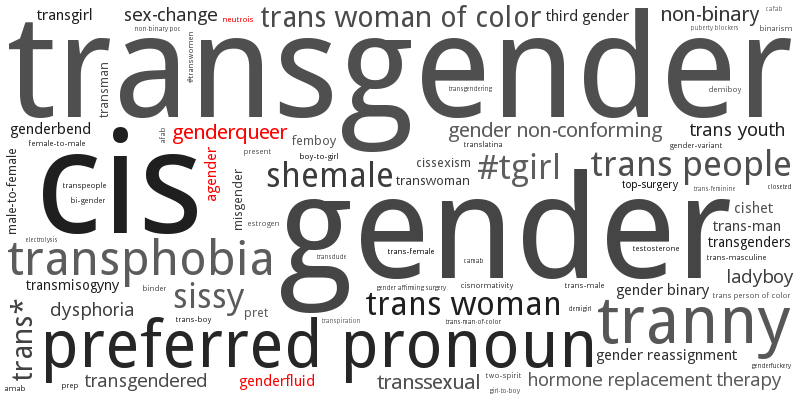 transgirl
sex-change
neutrois
trans woman of color
third gender
non-binary
cafab
non-binary poc
puberty blockers
binarism
transgender
#transwomen
transman
transgendering
demiboy
genderbend
afab
genderqueer
femboy
gender non-conforming
trans youth
female-to-male
translatina
gender-variant
cis
agender
present
boy-to-girl
cissexism
#tgirl
trans people
male-to-female
shemale
transwoman
top-surgery
trans-feminine
closeted
transpeople
bi-gender
misgender
gender
cishet
estrogen
trans-man
electrolysis
transphobia
transdude
trans-female
camab
testosterone
transgenders
trans-masculine
transmisogyny
binder
sissy
gender affiming surgery
cisnormativity
trans-male
gender binary
ladyboy
trans person of color
trans*
dysphoria
trans-boy
pret
trans woman
demigirl
tranny
transpiration
trans-man-of-color
preferred pronoun
gender reassignment
genderfuckery
amab
prep
transgendered
genderfluid
transsexual
two-spirit
girl-to-boy
hormone replacement therapy